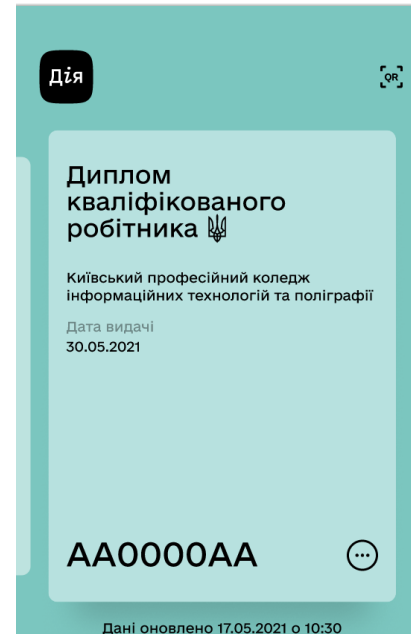 Дія
QR
Диплом
кваліфікованого
робітника
Київський професійний коледж
інформаційних технологій та поліграфії
Дата видачі
30.05.2021
АА0000АА
Дані оновлено 17.05.2021 о 10:30